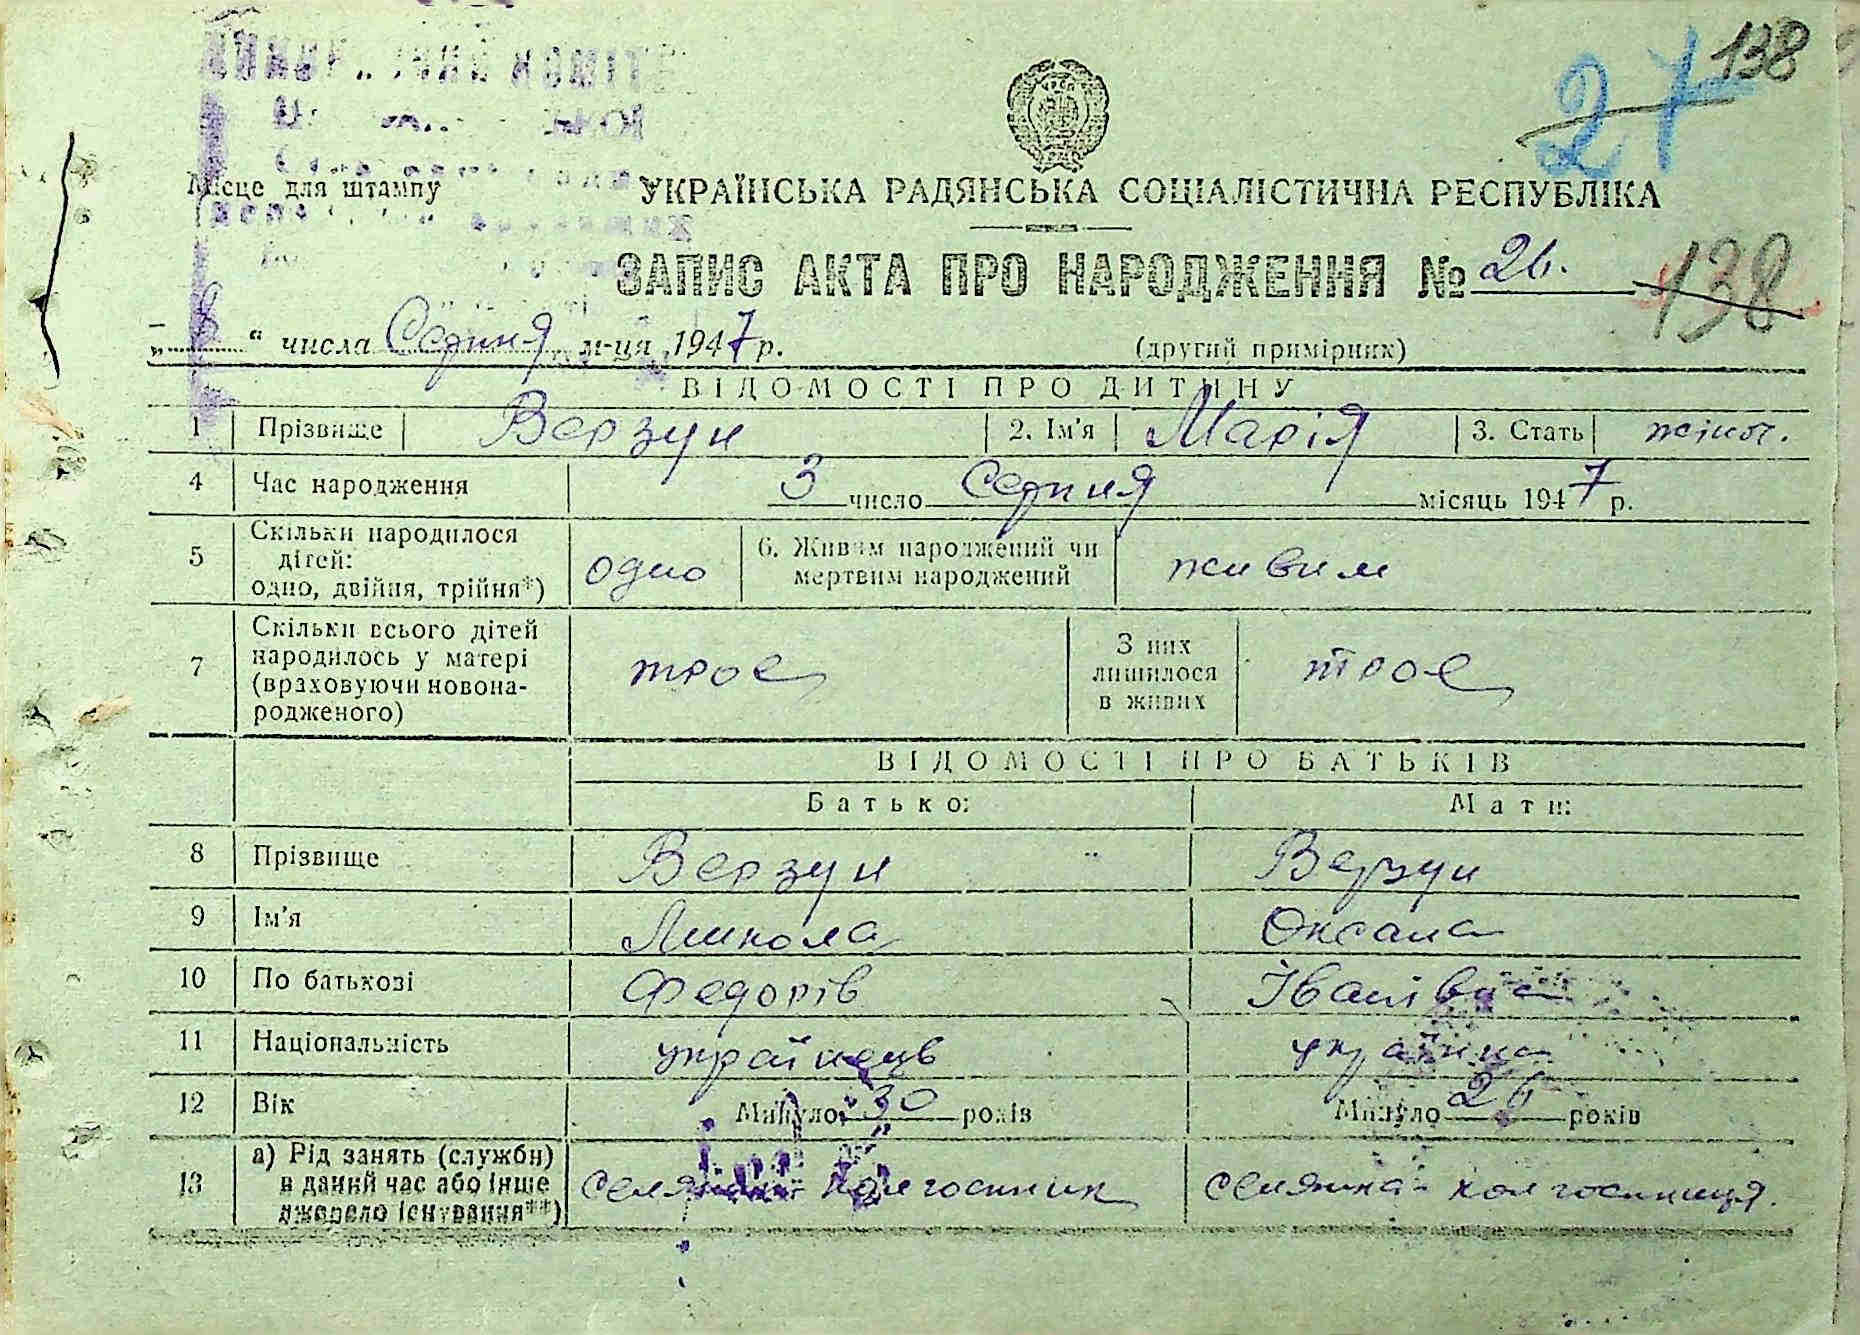 138
27
Місце для штампу
УКРАЇНСЬКА РАДЯНСЬКА СОЦІАЛІСТИЧНА РЕСПУБЛІКА
ЗАПИС АКТА ПРО НАРОДЖЕННЯ № 26.
138
„8“ числа Серпня м-ця 1947 р. (другий примірник)
ВІДОМОСТІ ПРО ДИТИНУ
1 Прізвище Верзун 2. Ім'я Марія 3. Стать жіноч.
4 Час народження 3 число Серпня місяць 1947 р.
5 Скільки народилося дітей: одно, двійня, трійня*) одно 6. Живим народжений чи мертвим народжений живим
7 Скільки всього дітей народилось у матері (враховуючи новонародженого) троє З них лишилося в живих троє
ВІДОМОСТІ ПРО БАТЬКІВ
Батько: Мати:
8 Прізвище Верзун Верзун
9 Ім'я Микола Оксана
10 По батькові Федорів Іванівна
11 Національність українець українка
12 Вік Минуло 30 років Минуло 26 років
13 а) Рід занять (служби) в даний час або інше джерело існування**) селянин колгоспник селянка колгоспниця.